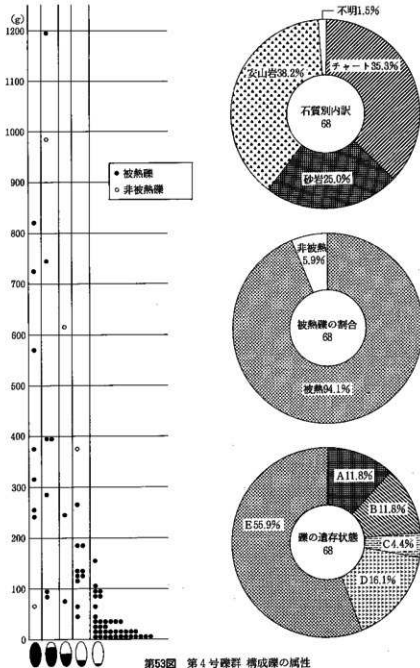 (g)
1200
1000
900
800
700
600
500
400
300
200
100
0
● 被熱礫
○ 非被熱礫
不明1.5%
チャート35.3%
安山岩38.2%
砂岩25.0%
石質別内訳
68
非被熱
5.9%
被熱礫の割合
68
被熱94.1%
A11.8%
B11.8%
C4.4%
D16.1%
E55.9%
礫の遺存状態
68
第53図 第4号礫群 構成礫の属性